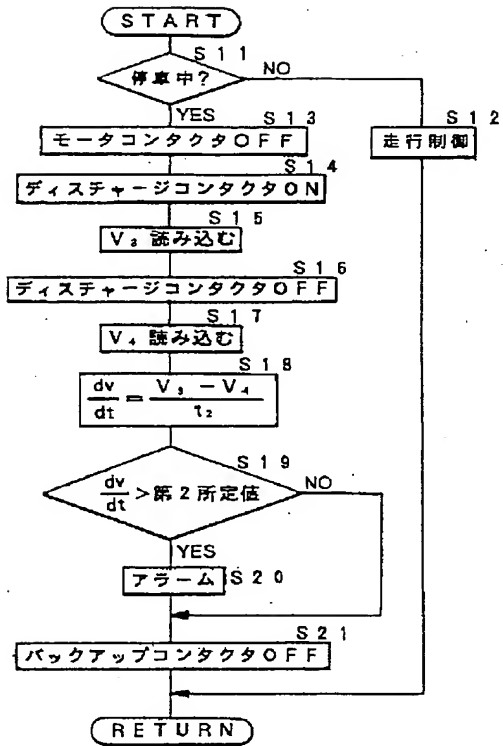 START
S11
停車中?
NO
YES
S12
走行制御
S13
モータコンタクタOFF
S14
ディスチャージコンタクタON
S15
V₃ 読み込む
S16
ディスチャージコンタクタOFF
S17
V₄ 読み込む
S18
dv/dt = (V₃ − V₄)/t₂
S19
dv/dt > 第2所定値
NO
YES
アラーム S20
S21
バックアップコンタクタOFF
RETURN